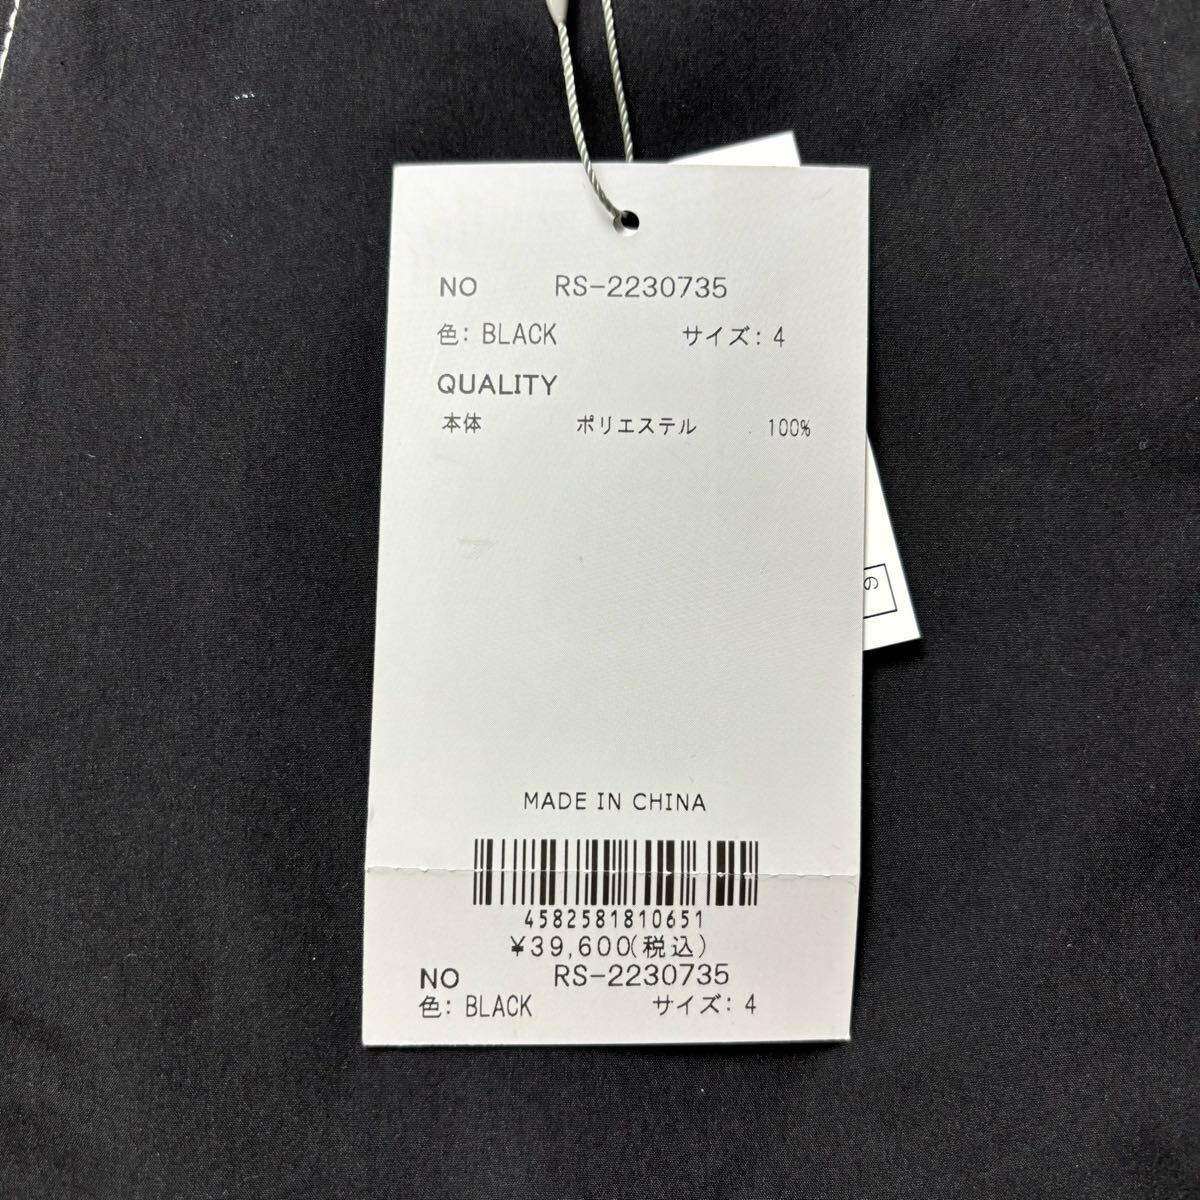 NO RS-2230735
色: BLACK サイズ: 4
QUALITY
本体 ポリエステル 100%
MADE IN CHINA
4582581810651
¥39,600(税込)
NO RS-2230735
色: BLACK サイズ: 4